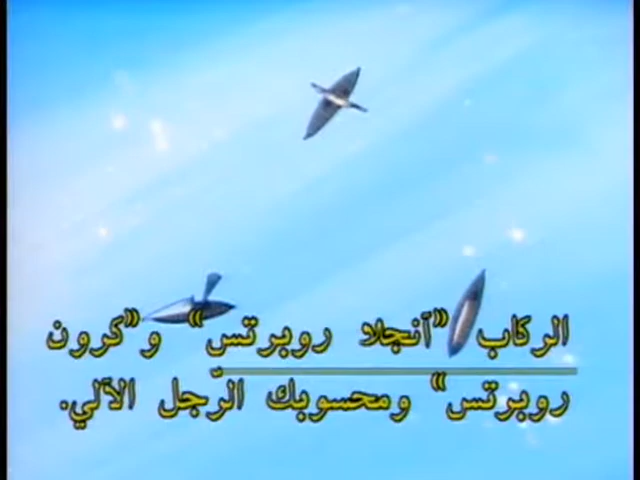 الركاب «آنجلا روبرتس» و«كرون
روبرتس» ومحسوبك الرّجل الآلي.